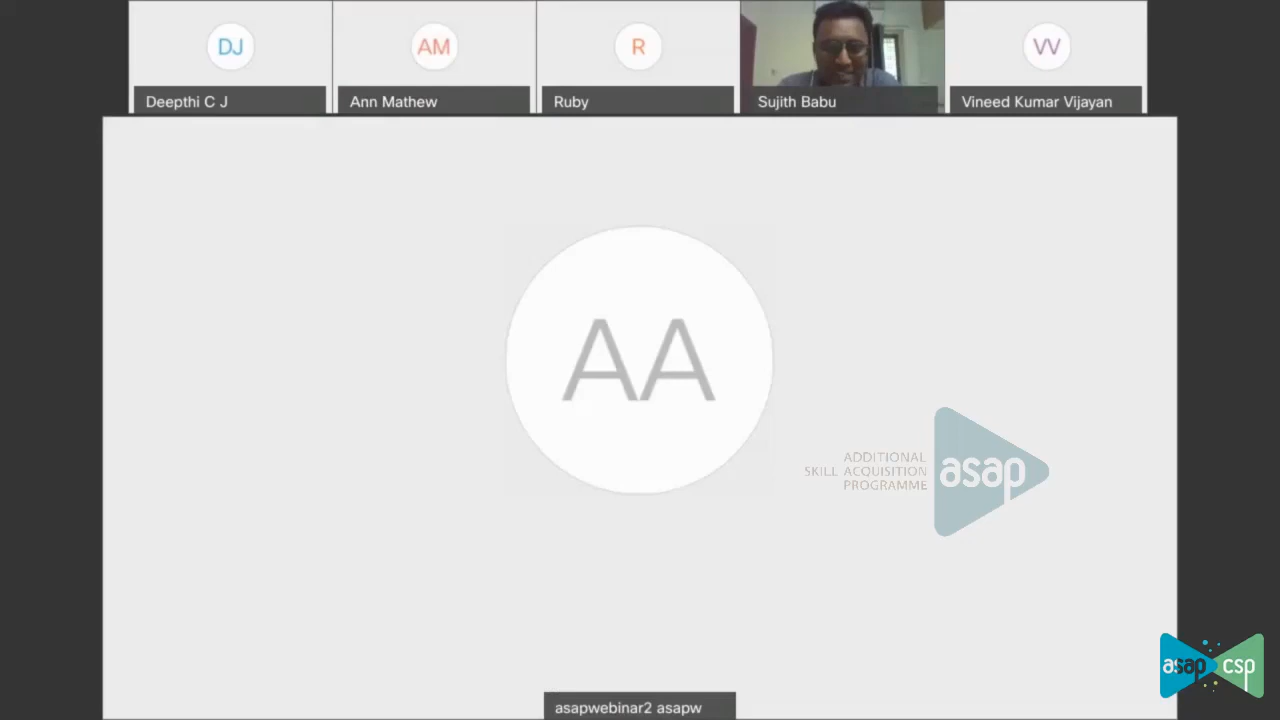 DJ
Deepthi C J
AM
Ann Mathew
R
Ruby
Sujith Babu
VV
Vineed Kumar Vijayan
AA
ADDITIONAL
SKILL ACQUISITION
PROGRAMME
asap
asapwebinar2 asapw
asap csp